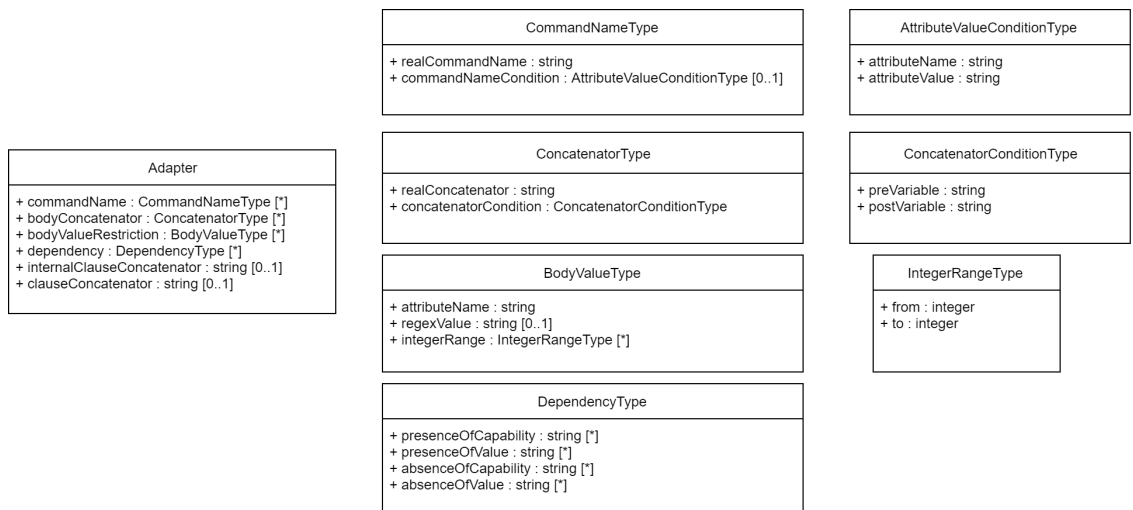 Adapter
+ commandName : CommandNameType [*]
+ bodyConcatenator : ConcatenatorType [*]
+ bodyValueRestriction : BodyValueType [*]
+ dependency : DependencyType [*]
+ internalClauseConcatenator : string [0..1]
+ clauseConcatenator : string [0..1]
CommandNameType
+ realCommandName : string
+ commandNameCondition : AttributeValueConditionType [0..1]
ConcatenatorType
+ realConcatenator : string
+ concatenatorCondition : ConcatenatorConditionType
BodyValueType
+ attributeName : string
+ regexValue : string [0..1]
+ integerRange : IntegerRangeType [*]
DependencyType
+ presenceOfCapability : string [*]
+ presenceOfValue : string [*]
+ absenceOfCapability : string [*]
+ absenceOfValue : string [*]
AttributeValueConditionType
+ attributeName : string
+ attributeValue : string
ConcatenatorConditionType
+ preVariable : string
+ postVariable : string
IntegerRangeType
+ from : integer
+ to : integer